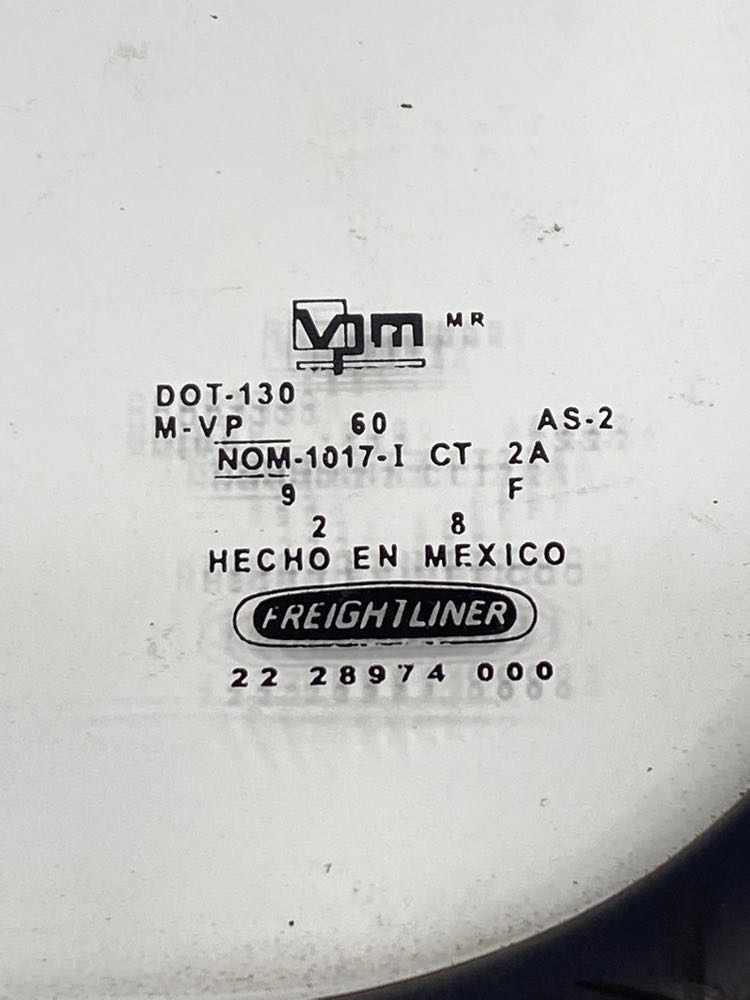 vpm MR
DOT-130
M-VP 60 AS-2
NOM-1017-I CT 2A
9 F
2 8
HECHO EN MEXICO
FREIGHTLINER
22 28974 000